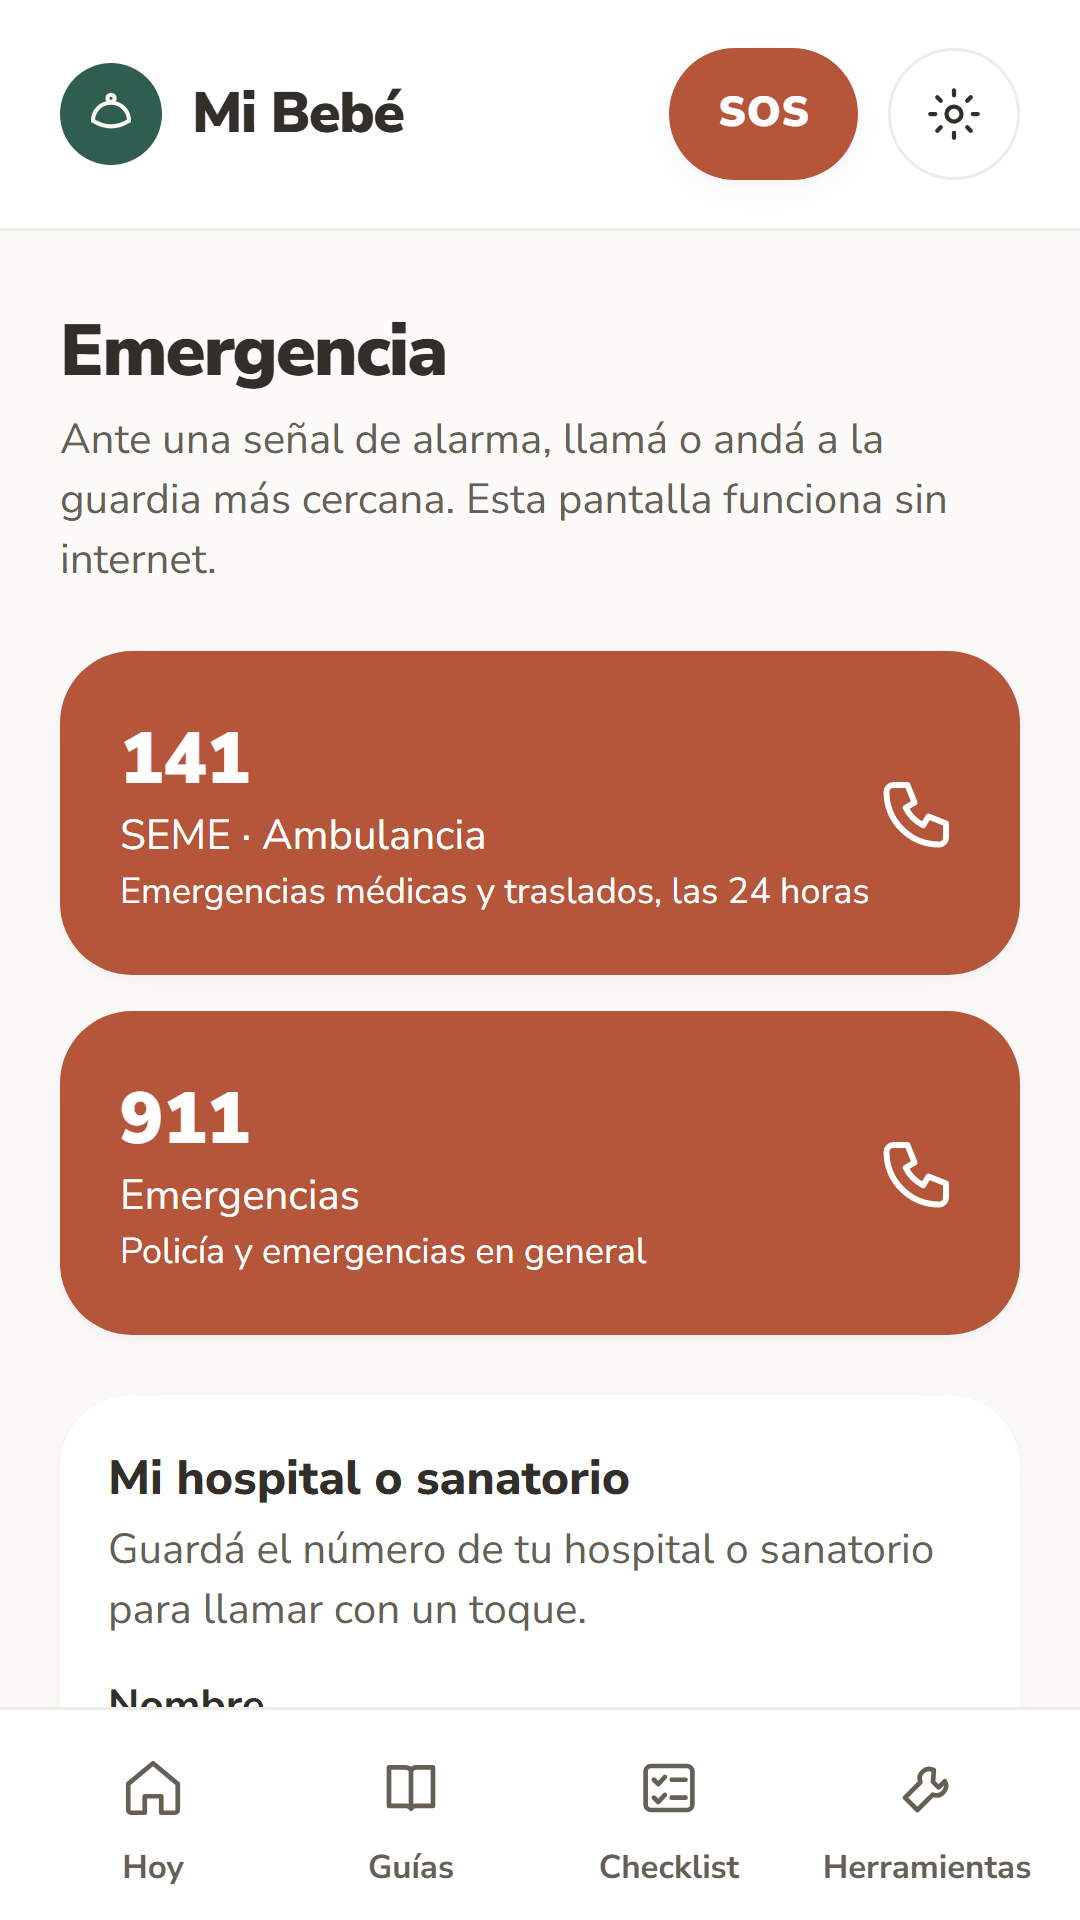 Mi Bebé
SOS
Emergencia
Ante una señal de alarma, llamá o andá a la
guardia más cercana. Esta pantalla funciona sin
internet.
141
SEME · Ambulancia
Emergencias médicas y traslados, las 24 horas
911
Emergencias
Policía y emergencias en general
Mi hospital o sanatorio
Guardá el número de tu hospital o sanatorio
para llamar con un toque.
Nombre
Hoy
Guías
Checklist
Herramientas